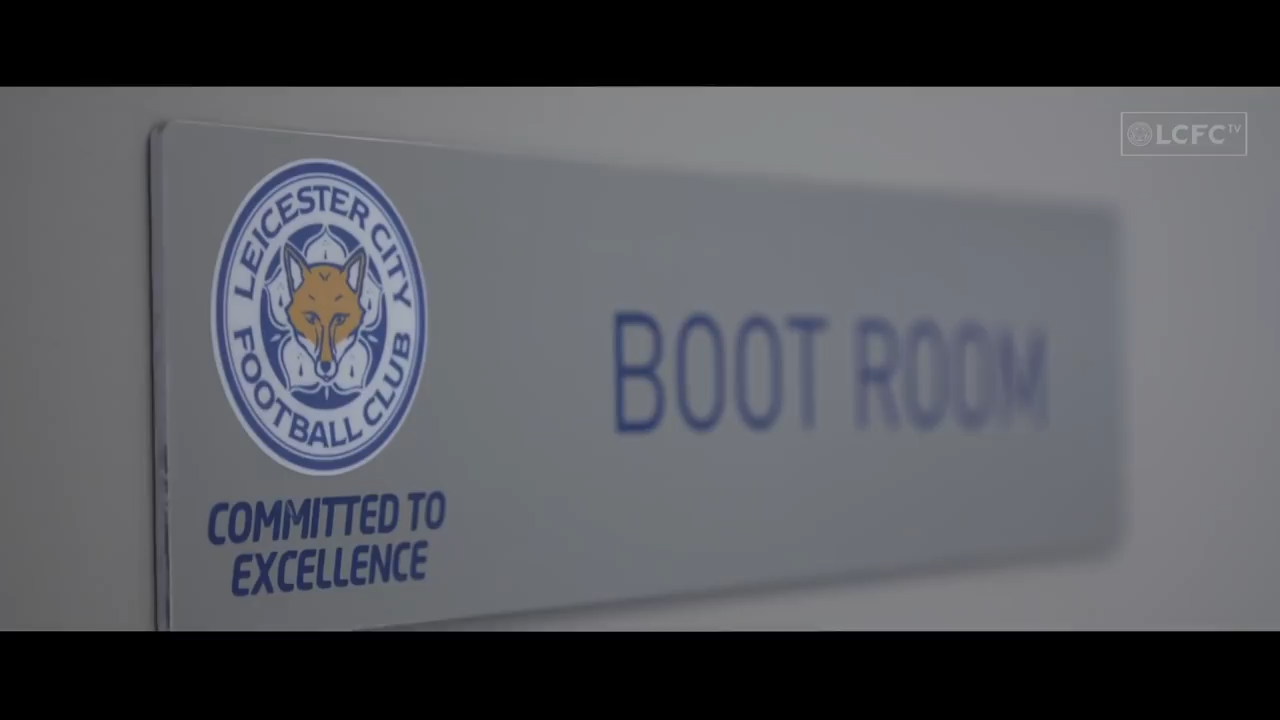 LCFC TV
LEICESTER CITY
FOOTBALL CLUB
BOOT ROOM
COMMITTED TO
EXCELLENCE